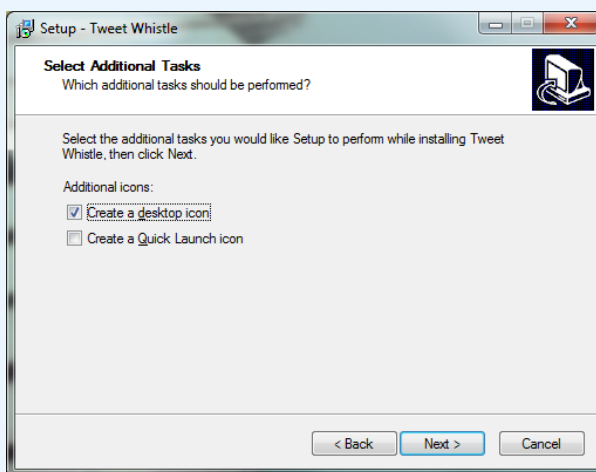 Setup - Tweet Whistle
Select Additional Tasks
Which additional tasks should be performed?
Select the additional tasks you would like Setup to perform while installing Tweet
Whistle, then click Next.
Additional icons:
Create a desktop icon
Create a Quick Launch icon
< Back Next > Cancel